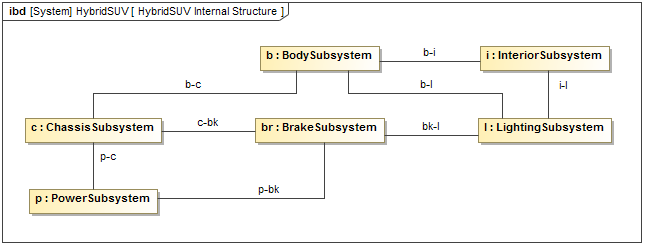 ibd [System] HybridSUV [ HybridSUV Internal Structure ]
b : BodySubsystem
b-i
i : InteriorSubsystem
b-c
b-l
i-l
c : ChassisSubsystem
c-bk
br : BrakeSubsystem
bk-l
l : LightingSubsystem
p-c
p : PowerSubsystem
p-bk